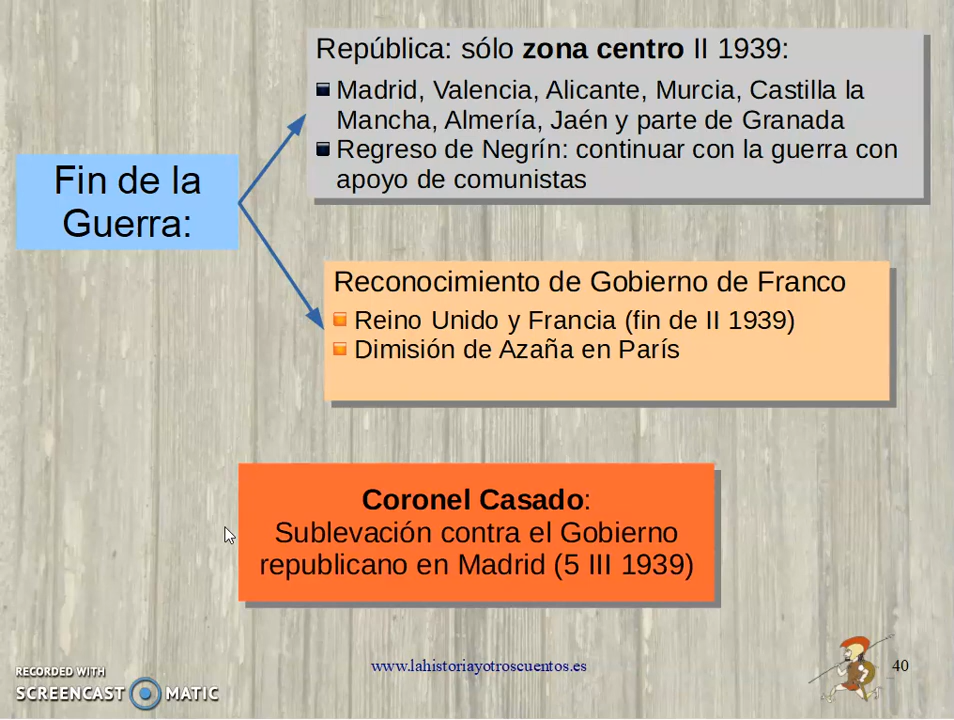 República: sólo zona centro II 1939:
Madrid, Valencia, Alicante, Murcia, Castilla la
Mancha, Almería, Jaén y parte de Granada
Regreso de Negrín: continuar con la guerra con
apoyo de comunistas
Fin de la
Guerra:
Reconocimiento de Gobierno de Franco
Reino Unido y Francia (fin de II 1939)
Dimisión de Azaña en París
Coronel Casado:
Sublevación contra el Gobierno
republicano en Madrid (5 III 1939)
RECORDED WITH
SCREENCAST MATIC
www.lahistoriayotroscuentos.es
40